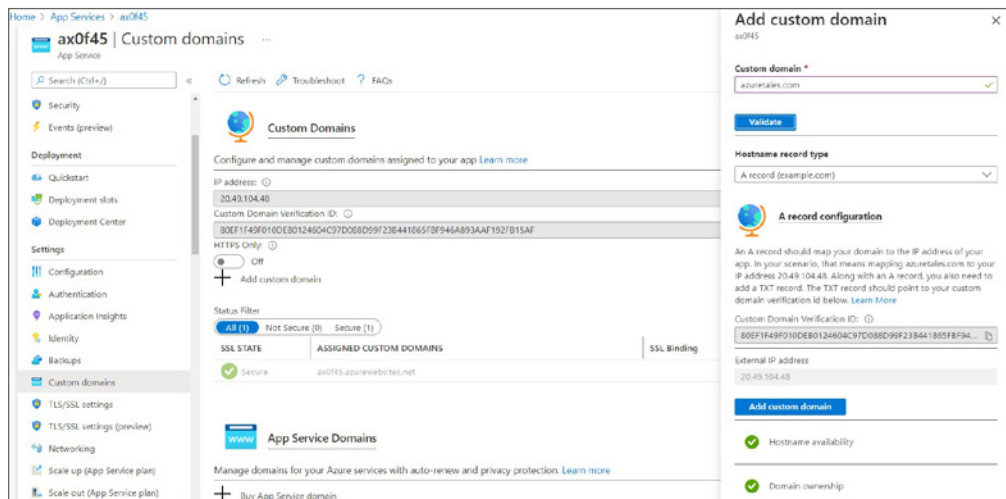 Home > App Services > ax0f45
ax0f45 | Custom domains ...
App Service
Search (Ctrl+/)
«
Security
Events (preview)
Deployment
Quickstart
Deployment slots
Deployment Center
Settings
Configuration
Authentication
Application Insights
Identity
Backups
Custom domains
TLS/SSL settings
TLS/SSL settings (preview)
Networking
Scale up (App Service plan)
Scale out (App Service plan)
Refresh Troubleshoot ? FAQs
Custom Domains
Configure and manage custom domains assigned to your app Learn more
IP address:
20.49.104.48
Custom Domain Verification ID:
80EF1F49F010DEB0124604C97D088D99F23B441865FBF946A893AAF192FB15AF
HTTPS Only:
Off
+ Add custom domain
Status Filter
All (1) Not Secure (0) Secure (1)
SSL STATE ASSIGNED CUSTOM DOMAINS SSL Binding
Secure ax0f45.azurewebsites.net
www App Service Domains
Manage domains for your Azure services with auto-renew and privacy protection. Learn more
+ Buy App Service domain
Add custom domain
ax0f45
Custom domain *
azuretales.com
Validate
Hostname record type
A record (example.com)
A record configuration
An A record should map your domain to the IP address of your
app. In your scenario, that means mapping azuretales.com to your
IP address 20.49.104.48. Along with an A record, you also need to
add a TXT record. The TXT record should point to your custom
domain verification id below. Learn More
Custom Domain Verification ID:
80EF1F49F010DEB0124604C97D088D99F23B441865FBF94...
External IP address
20.49.104.48
Add custom domain
Hostname availability
Domain ownership